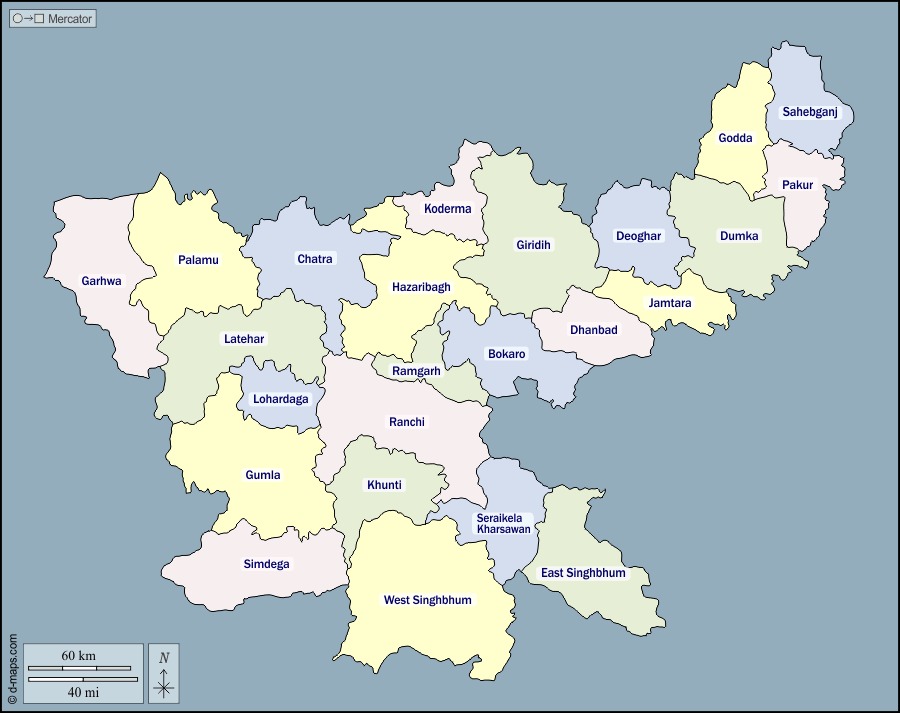 Mercator
Sahebganj
Godda
Pakur
Koderma
Dumka
Deoghar
Giridih
Palamu
Chatra
Garhwa
Hazaribagh
Jamtara
Dhanbad
Latehar
Bokaro
Ramgarh
Lohardaga
Ranchi
Gumla
Khunti
Seraikela
Kharsawan
Simdega
East Singhbhum
West Singhbhum
60 km
40 mi
N
© d-maps.com